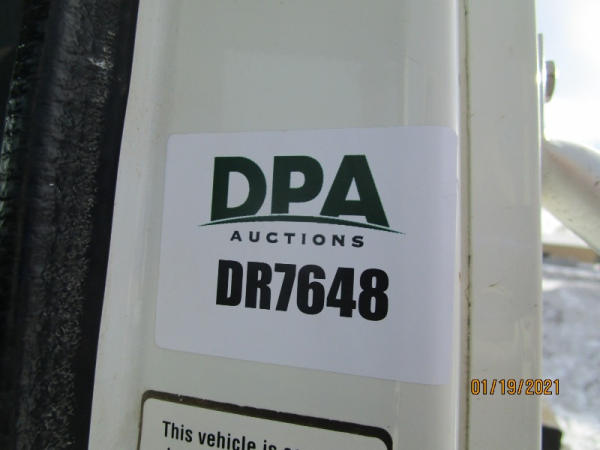 DPA
AUCTIONS
DR7648
01/19/2021
This vehicle is